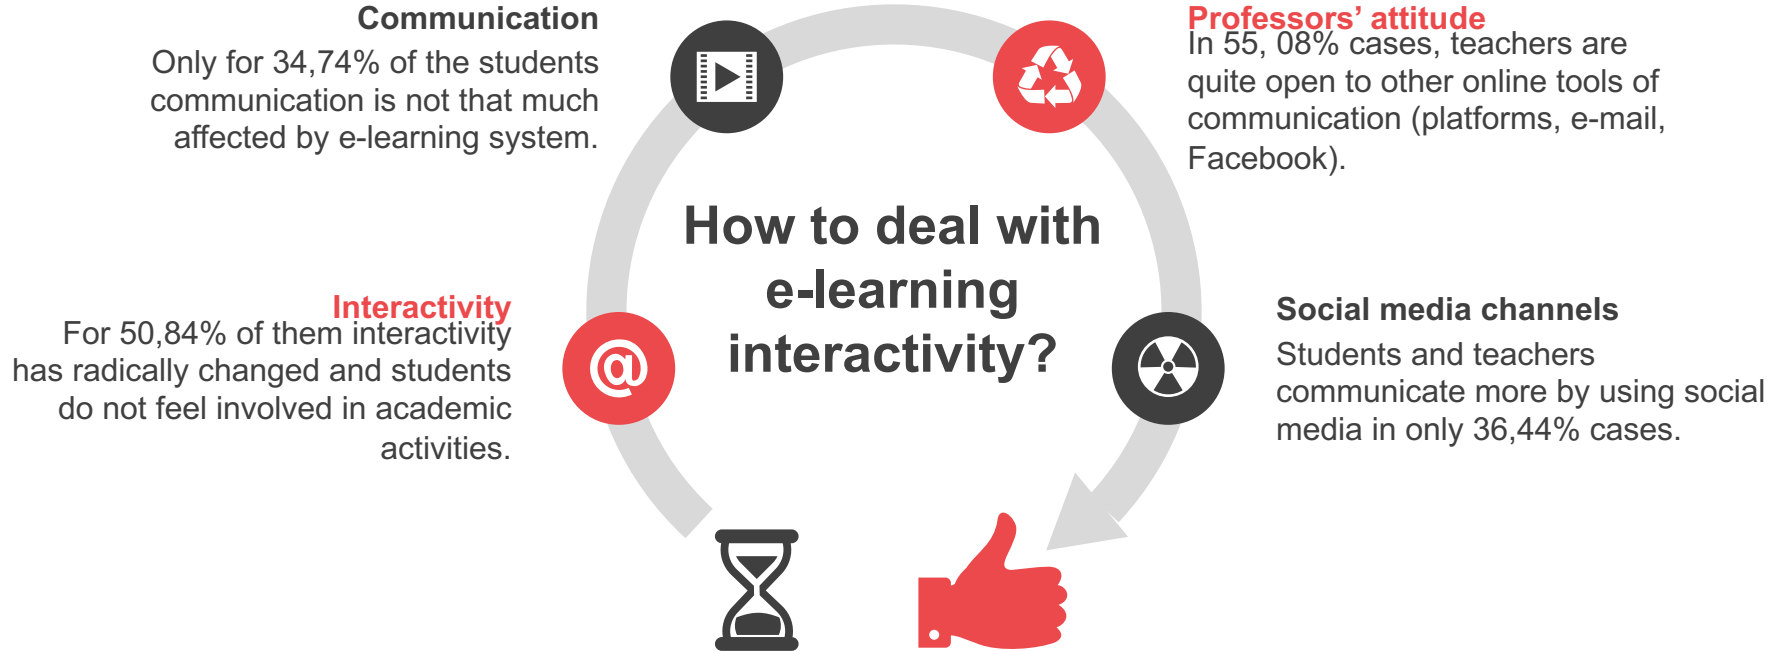 Communication
Only for 34,74% of the students
communication is not that much
affected by e-learning system.
Professors’ attitude
In 55, 08% cases, teachers are
quite open to other online tools of
communication (platforms, e-mail,
Facebook).
How to deal with
e-learning
interactivity?
Interactivity
For 50,84% of them interactivity
has radically changed and students
do not feel involved in academic
activities.
@
Social media channels
Students and teachers
communicate more by using social
media in only 36,44% cases.